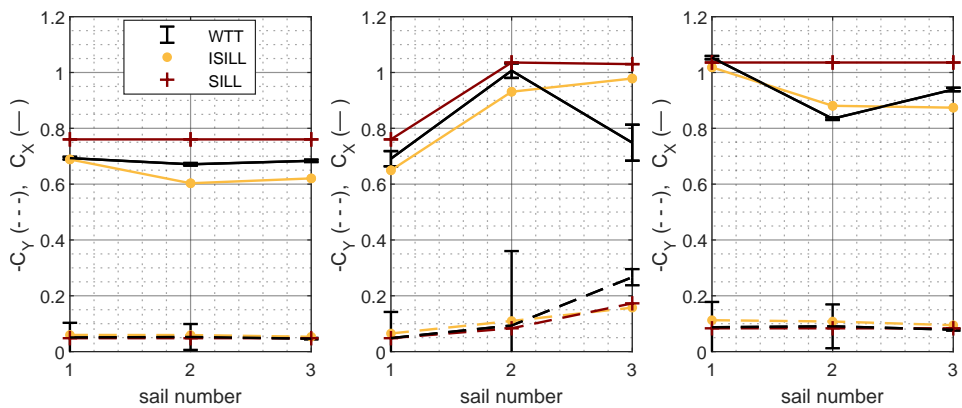 WTT
ISILL
SILL
-C_Y (- - -), C_X (—)
1.2
1
0.8
0.6
0.4
0.2
0
1 2 3
sail number
-C_Y (- - -), C_X (—)
1.2
1
0.8
0.6
0.4
0.2
0
1 2 3
sail number
-C_Y (- - -), C_X (—)
1.2
1
0.8
0.6
0.4
0.2
0
1 2 3
sail number